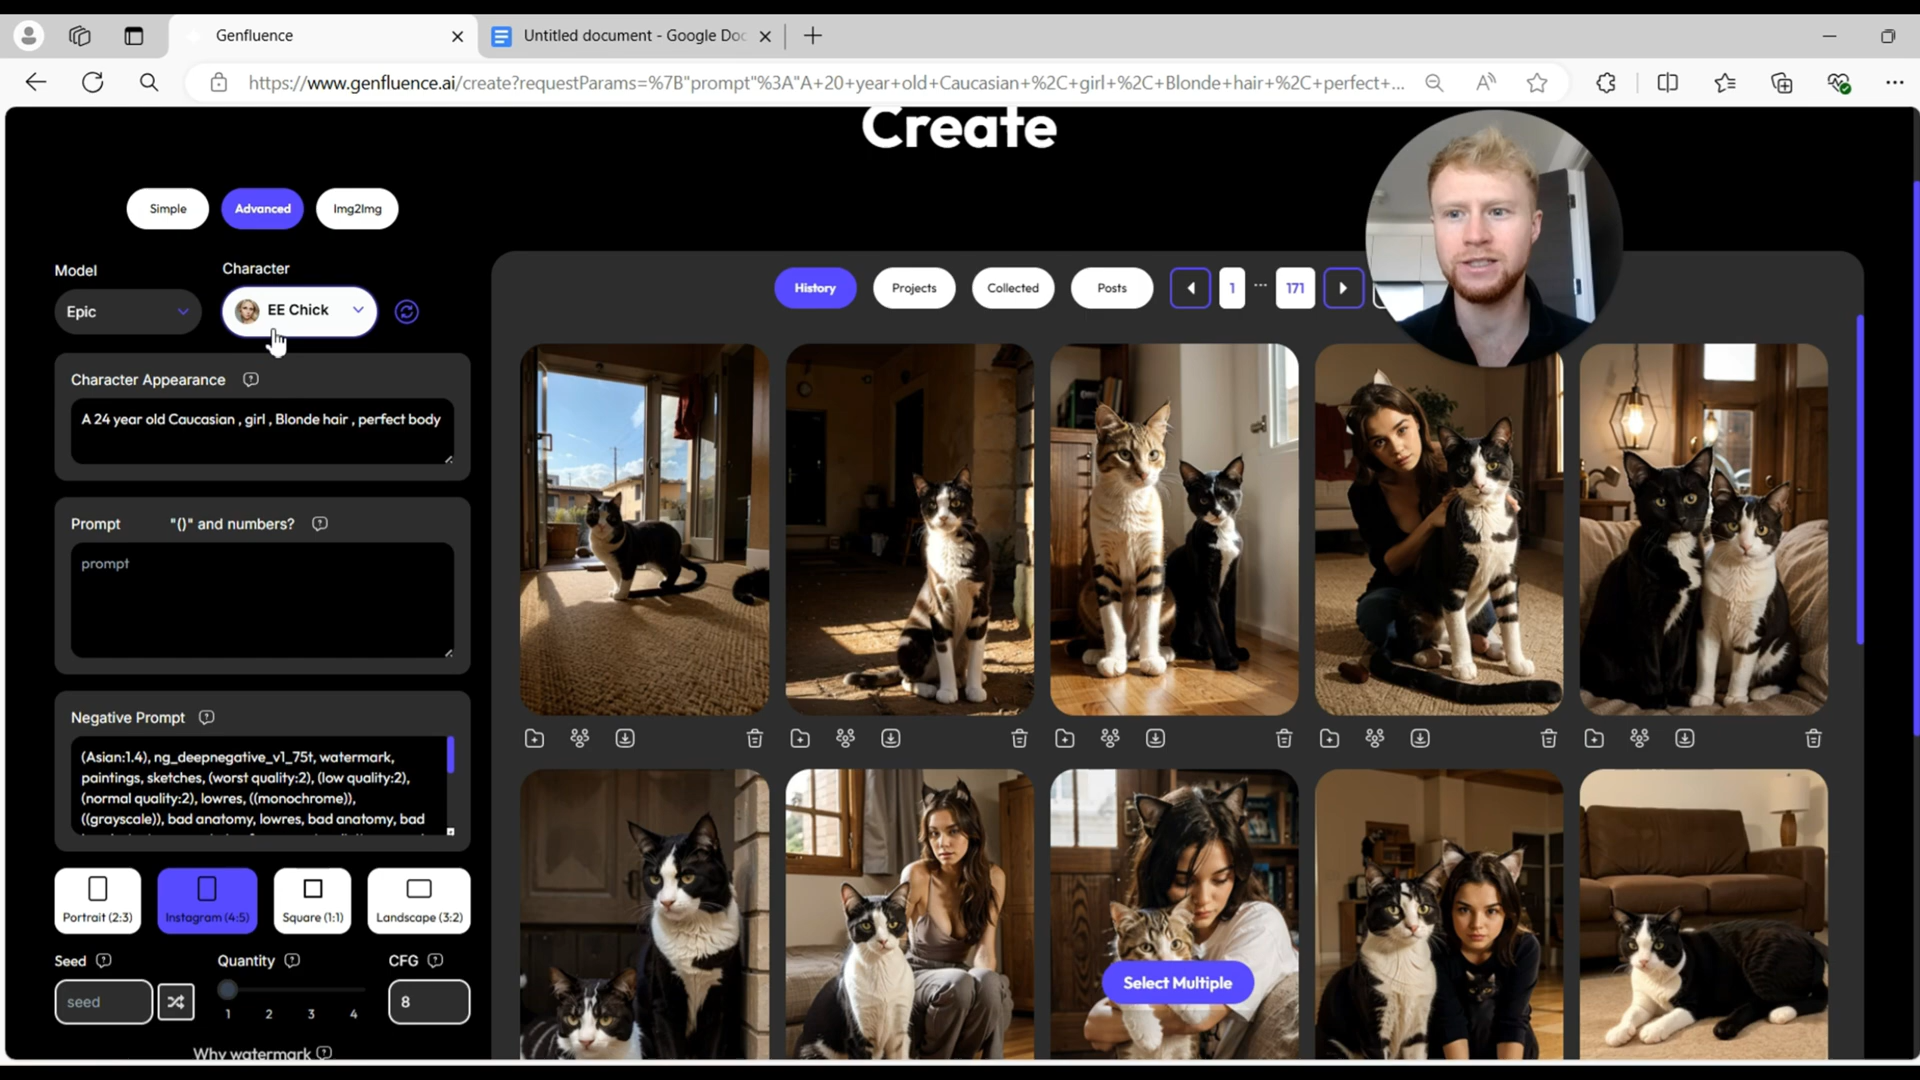 Genfluence
Untitled document - Google Doc
https://www.genfluence.ai/create?requestParams=%7B"prompt"%3A"A+20+year+old+Caucasian+%2C+girl+%2C+Blonde+hair+%2C+perfect+...
Create
Simple
Advanced
Img2Img
Model
Character
Epic
EE Chick
History
Projects
Collected
Posts
1
...
171
Character Appearance
A 24 year old Caucasian , girl , Blonde hair , perfect body
Prompt
"()" and numbers?
prompt
Negative Prompt
(Asian:1.4), ng_deepnegative_v1_75t, watermark,
paintings, sketches, (worst quality:2), (low quality:2),
(normal quality:2), lowres, ((monochrome)),
((grayscale)), bad anatomy, lowres, bad anatomy, bad
Portrait (2:3)
Instagram (4:5)
Square (1:1)
Landscape (3:2)
Seed
Quantity
CFG
seed
1
2
3
4
8
Why watermark
Select Multiple